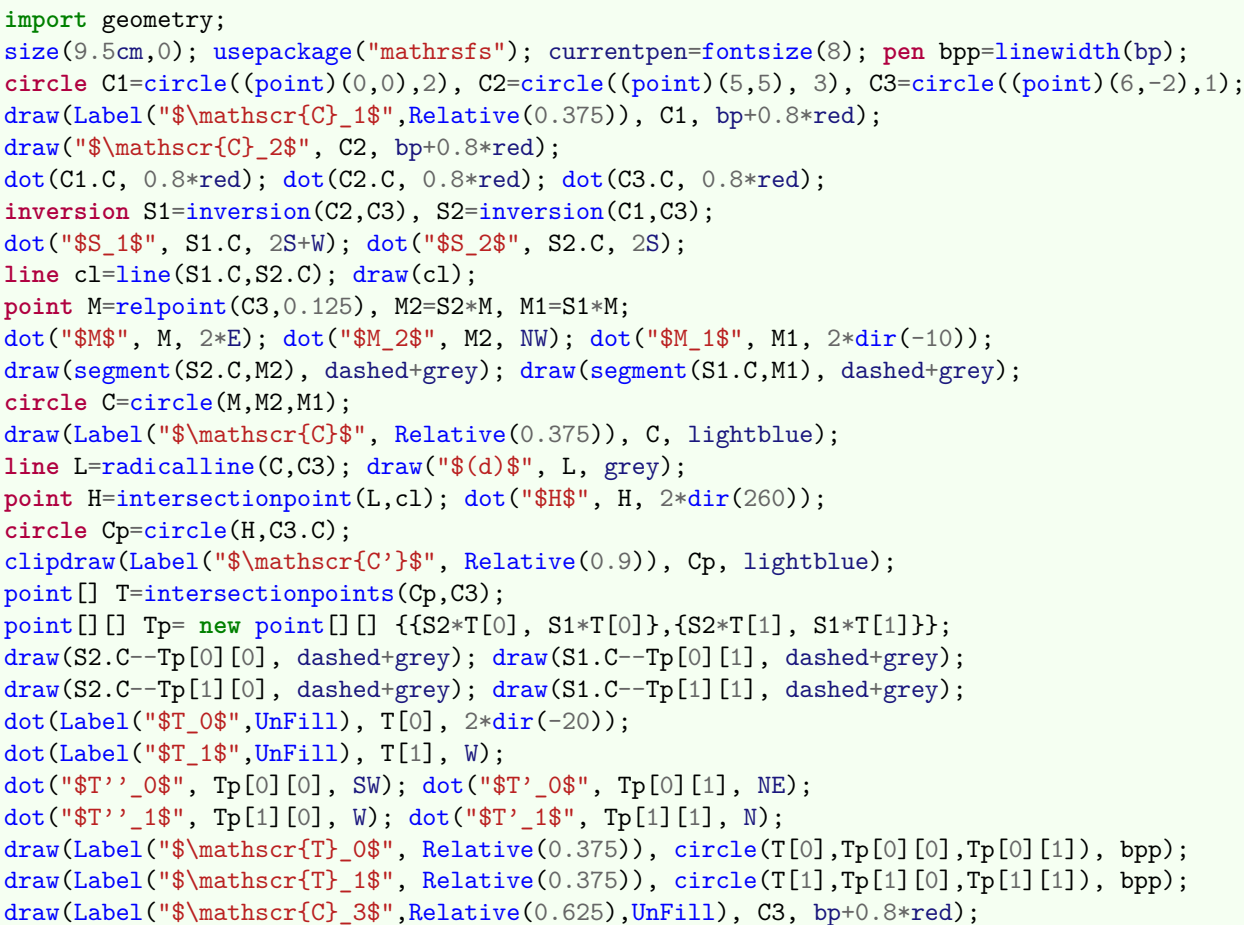 import geometry;
size(9.5cm,0); usepackage("mathrsfs"); currentpen=fontsize(8); pen bpp=linewidth(bp);
circle C1=circle((point)(0,0),2), C2=circle((point)(5,5), 3), C3=circle((point)(6,-2),1);
draw(Label("$\mathscr{C}_1$",Relative(0.375)), C1, bp+0.8*red);
draw("$\mathscr{C}_2$", C2, bp+0.8*red);
dot(C1.C, 0.8*red); dot(C2.C, 0.8*red); dot(C3.C, 0.8*red);
inversion S1=inversion(C2,C3), S2=inversion(C1,C3);
dot("$S_1$", S1.C, 2S+W); dot("$S_2$", S2.C, 2S);
line cl=line(S1.C,S2.C); draw(cl);
point M=relpoint(C3,0.125), M2=S2*M, M1=S1*M;
dot("$M$", M, 2*E); dot("$M_2$", M2, NW); dot("$M_1$", M1, 2*dir(-10));
draw(segment(S2.C,M2), dashed+grey); draw(segment(S1.C,M1), dashed+grey);
circle C=circle(M,M2,M1);
draw(Label("$\mathscr{C}$", Relative(0.375)), C, lightblue);
line L=radicalline(C,C3); draw("$(d)$", L, grey);
point H=intersectionpoint(L,cl); dot("$H$", H, 2*dir(260));
circle Cp=circle(H,C3.C);
clipdraw(Label("$\mathscr{C’}$", Relative(0.9)), Cp, lightblue);
point[] T=intersectionpoints(Cp,C3);
point[][] Tp= new point[][] {{S2*T[0], S1*T[0]},{S2*T[1], S1*T[1]}};
draw(S2.C--Tp[0][0], dashed+grey); draw(S1.C--Tp[0][1], dashed+grey);
draw(S2.C--Tp[1][0], dashed+grey); draw(S1.C--Tp[1][1], dashed+grey);
dot(Label("$T_0$",UnFill), T[0], 2*dir(-20));
dot(Label("$T_1$",UnFill), T[1], W);
dot("$T’’_0$", Tp[0][0], SW); dot("$T’_0$", Tp[0][1], NE);
dot("$T’’_1$", Tp[1][0], W); dot("$T’_1$", Tp[1][1], N);
draw(Label("$\mathscr{T}_0$", Relative(0.375)), circle(T[0],Tp[0][0],Tp[0][1]), bpp);
draw(Label("$\mathscr{T}_1$", Relative(0.375)), circle(T[1],Tp[1][0],Tp[1][1]), bpp);
draw(Label("$\mathscr{C}_3$",Relative(0.625),UnFill), C3, bp+0.8*red);